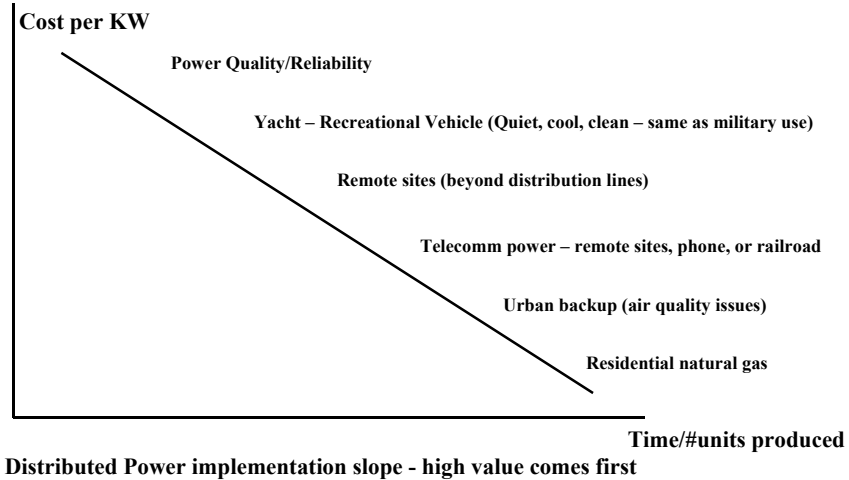 Cost per KW
Power Quality/Reliability
Yacht – Recreational Vehicle (Quiet, cool, clean – same as military use)
Remote sites (beyond distribution lines)
Telecomm power – remote sites, phone, or railroad
Urban backup (air quality issues)
Residential natural gas
Time/#units produced
Distributed Power implementation slope - high value comes first